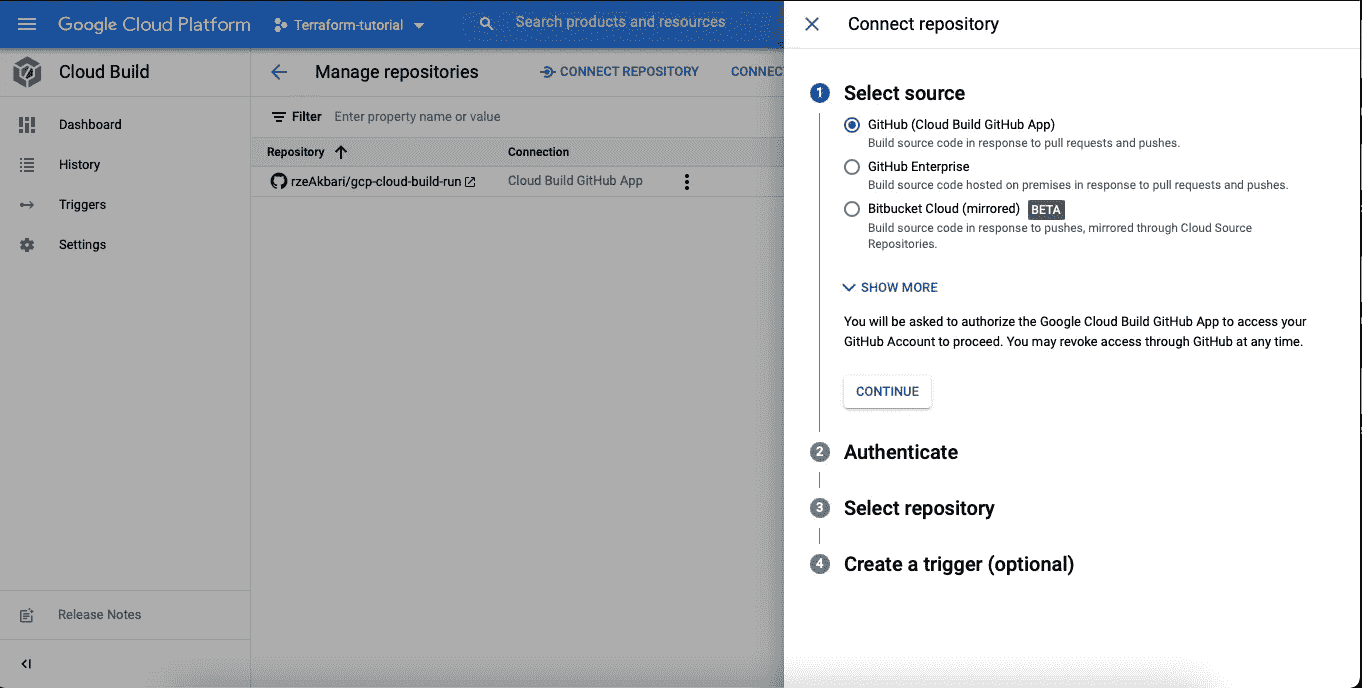 Google Cloud Platform
Terraform-tutorial
Search products and resources
Cloud Build
Dashboard
History
Triggers
Settings
Release Notes
Manage repositories
CONNECT REPOSITORY
CONNEC
Filter Enter property name or value
Repository Connection
rzeAkbari/gcp-cloud-build-run Cloud Build GitHub App
Connect repository
1 Select source
GitHub (Cloud Build GitHub App)
Build source code in response to pull requests and pushes.
GitHub Enterprise
Build source code hosted on premises in response to pull requests and pushes.
Bitbucket Cloud (mirrored) BETA
Build source code in response to pushes, mirrored through Cloud Source
Repositories.
SHOW MORE
You will be asked to authorize the Google Cloud Build GitHub App to access your
GitHub Account to proceed. You may revoke access through GitHub at any time.
CONTINUE
2 Authenticate
3 Select repository
4 Create a trigger (optional)